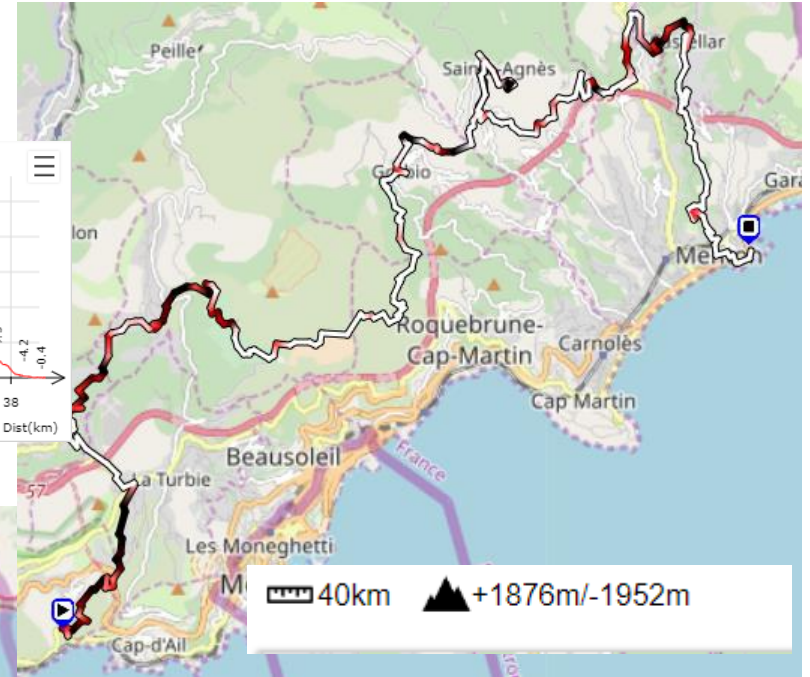 Peille
Sainte-Agnès
Castellar
Gorbio
Gara
lon
Menton
-4.2
-0.4
38
Dist(km)
Roquebrune-
Cap-Martin
Carnolès
Cap Martin
Beausoleil
France
57
La Turbie
Les Moneghetti
M
40km
+1876m/-1952m
Cap-d'Ail